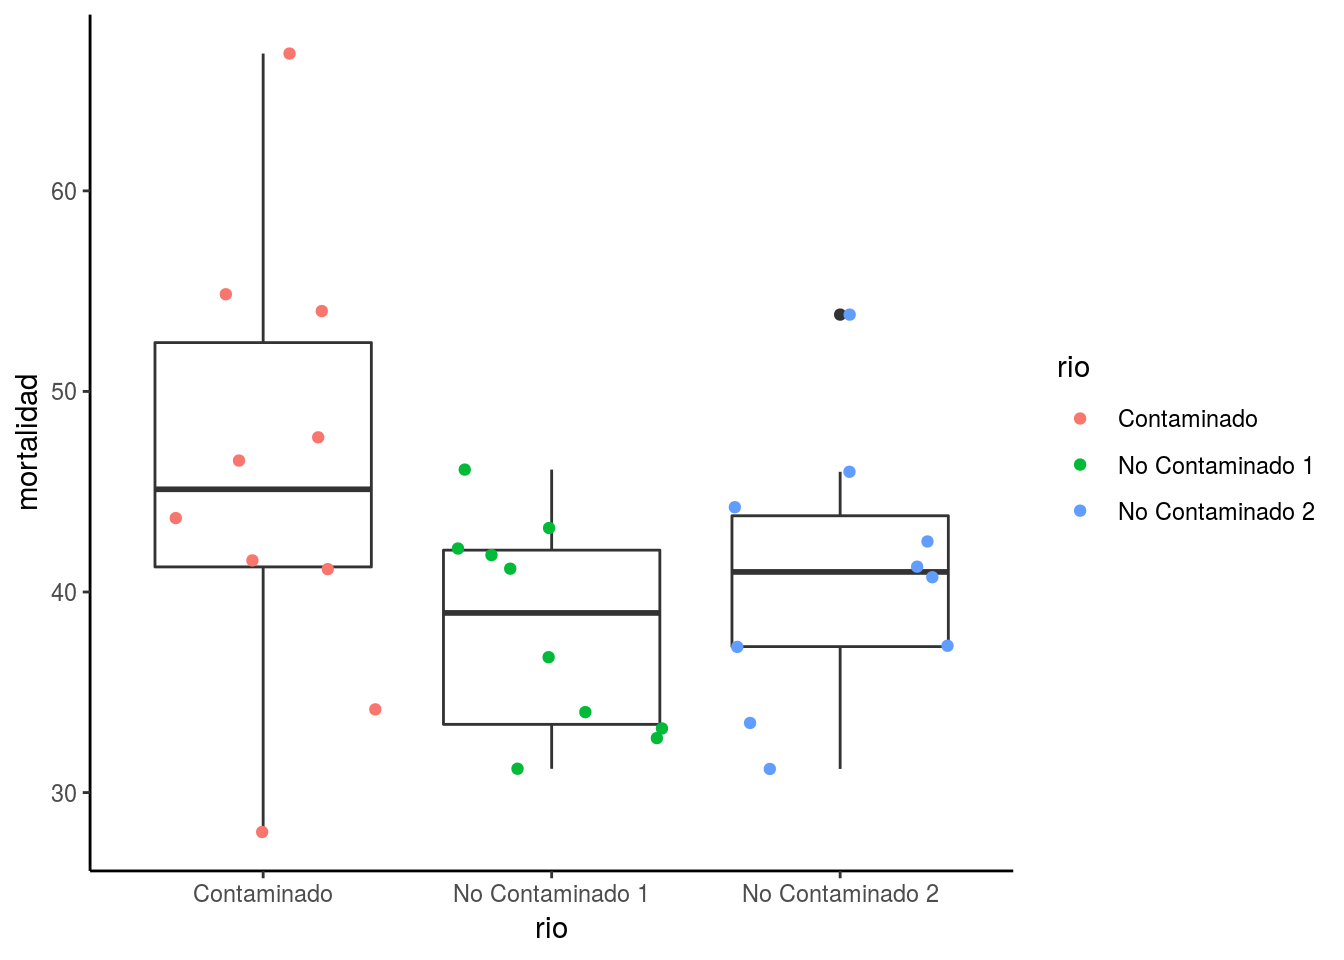 mortalidad
60
50
40
30
Contaminado
No Contaminado 1
No Contaminado 2
rio
rio
Contaminado
No Contaminado 1
No Contaminado 2